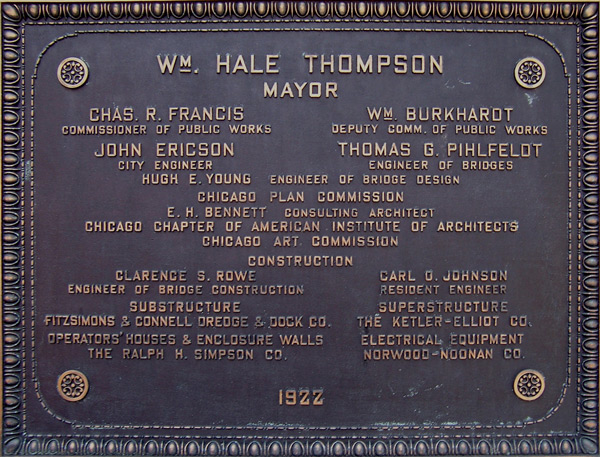 WM. HALE THOMPSON
MAYOR
CHAS. R. FRANCIS
COMMISSIONER OF PUBLIC WORKS
WM. BURKHARDT
DEPUTY COMM. OF PUBLIC WORKS
JOHN ERICSON
CITY ENGINEER
THOMAS G. PIHLFELDT
ENGINEER OF BRIDGES
HUGH E. YOUNG ENGINEER OF BRIDGE DESIGN
CHICAGO PLAN COMMISSION
E. H. BENNETT CONSULTING ARCHITECT
CHICAGO CHAPTER OF AMERICAN INSTITUTE OF ARCHITECTS
CHICAGO ART COMMISSION
CONSTRUCTION
CLARENCE S. ROWE
ENGINEER OF BRIDGE CONSTRUCTION
CARL O. JOHNSON
RESIDENT ENGINEER
SUBSTRUCTURE
FITZSIMONS & CONNELL DREDGE & DOCK CO.
SUPERSTRUCTURE
THE KETLER-ELLIOT CO.
OPERATORS' HOUSES & ENCLOSURE WALLS
THE RALPH H. SIMPSON CO.
ELECTRICAL EQUIPMENT
NORWOOD-NOONAN CO.
1922